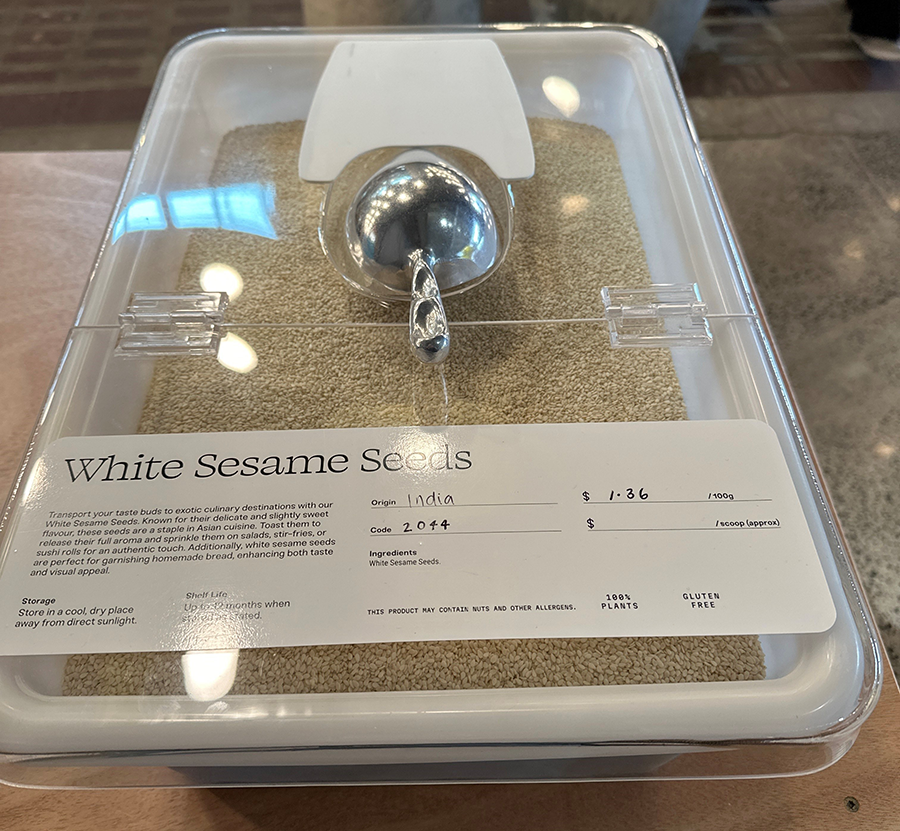 White Sesame Seeds
Transport your taste buds to exotic culinary destinations with our
White Sesame Seeds. Known for their delicate and slightly sweet
flavour, these seeds are a staple in Asian cuisine. Toast them to
release their full aroma and sprinkle them on salads, stir-fries, or
sushi rolls for an authentic touch. Additionally, white sesame seeds
are perfect for garnishing homemade bread, enhancing both taste
and visual appeal.
Storage
Store in a cool, dry place
away from direct sunlight.
Shelf Life
Up to 12 months when
stored as stated.
Origin India
Code 2044
Ingredients
White Sesame Seeds.
THIS PRODUCT MAY CONTAIN NUTS AND OTHER ALLERGENS.
$ 1.36 /100g
$ /scoop (approx)
100%
PLANTS
GLUTEN
FREE